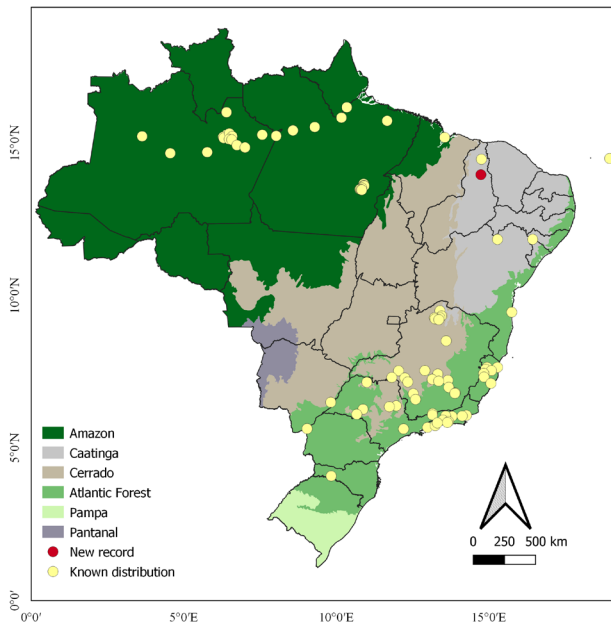 15°0'N
10°0'N
5°0'N
0°0'
Amazon
Caatinga
Cerrado
Atlantic Forest
Pampa
Pantanal
New record
Known distribution
0 250 500 km
0°0' 5°0'E 10°0'E 15°0'E